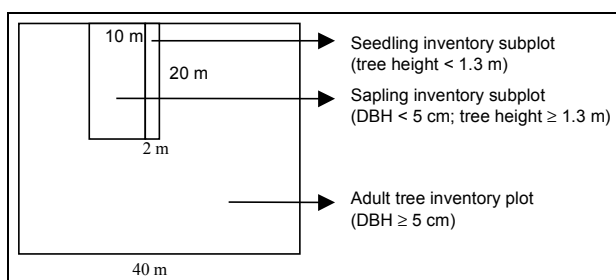 10 m
Seedling inventory subplot
(tree height < 1.3 m)
20 m
Sapling inventory subplot
(DBH < 5 cm; tree height ≥ 1.3 m)
2 m
Adult tree inventory plot
(DBH ≥ 5 cm)
40 m